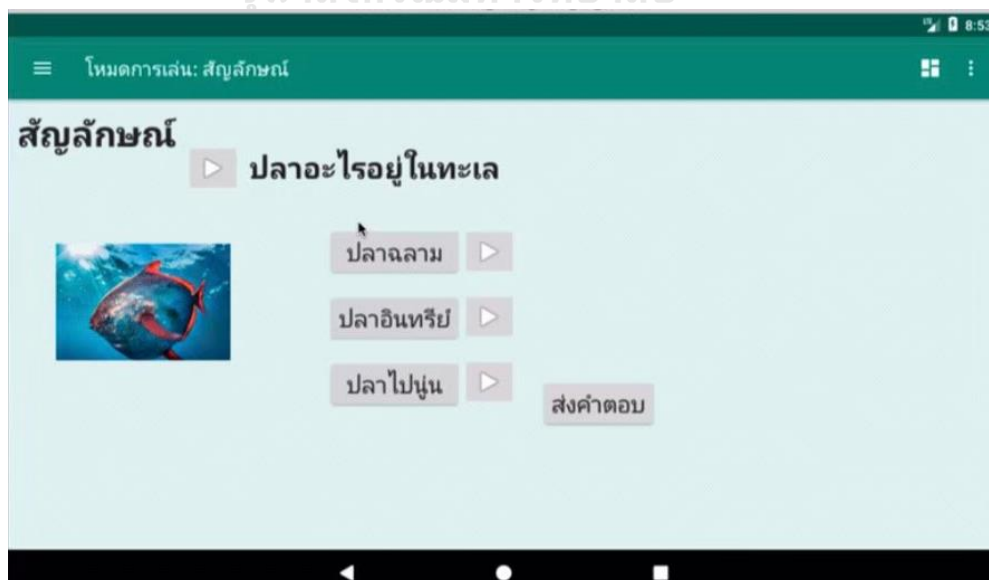 8:53
โหมดการเล่น: สัญลักษณ์
สัญลักษณ์
ปลาอะไรอยู่ในทะเล
ปลาฉลาม
ปลาอินทรีย์
ปลาไปนู่น
ส่งคำตอบ